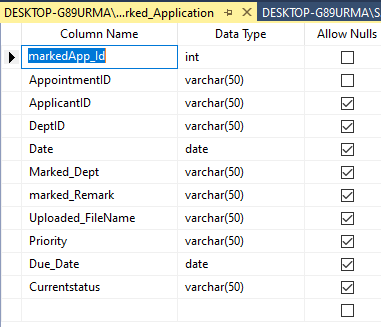 DESKTOP-G89URMA\...rked_Application DESKTOP-G89URMA\S
Column Name Data Type Allow Nulls
markedApp_Id int
AppointmentID varchar(50)
ApplicantID varchar(50)
DeptID varchar(50)
Date date
Marked_Dept varchar(50)
marked_Remark varchar(50)
Uploaded_FileName varchar(50)
Priority varchar(50)
Due_Date date
Currentstatus varchar(50)